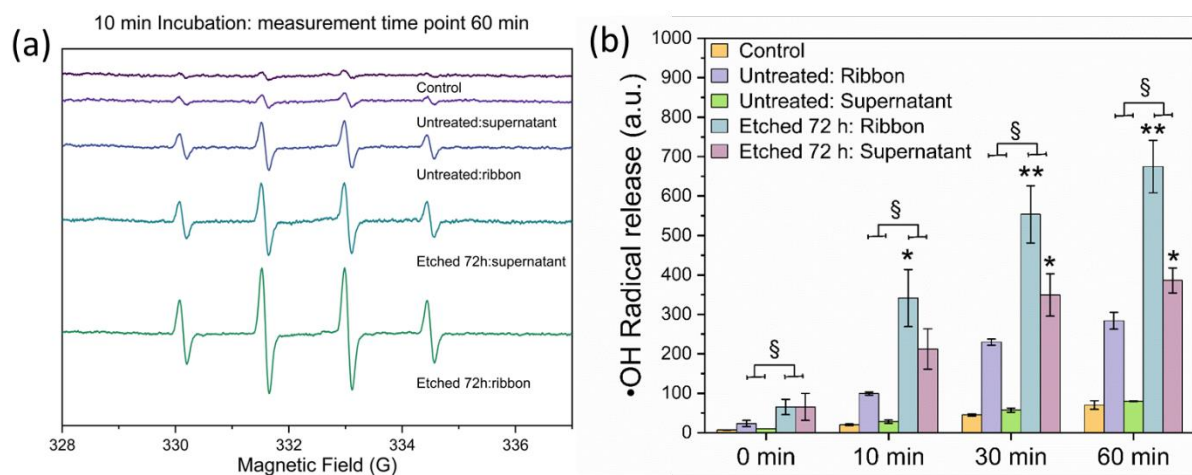 10 min Incubation: measurement time point 60 min
(a)
Control
Untreated:supernatant
Untreated:ribbon
Etched 72h:supernatant
Etched 72h:ribbon
328 330 332 334 336
Magnetic Field (G)
(b)
•OH Radical release (a.u.)
1000
900
800
700
600
500
400
300
200
100
0
Control
Untreated: Ribbon
Untreated: Supernatant
Etched 72 h: Ribbon
Etched 72 h: Supernatant
§
§
*
§
**
*
§
**
*
0 min 10 min 30 min 60 min